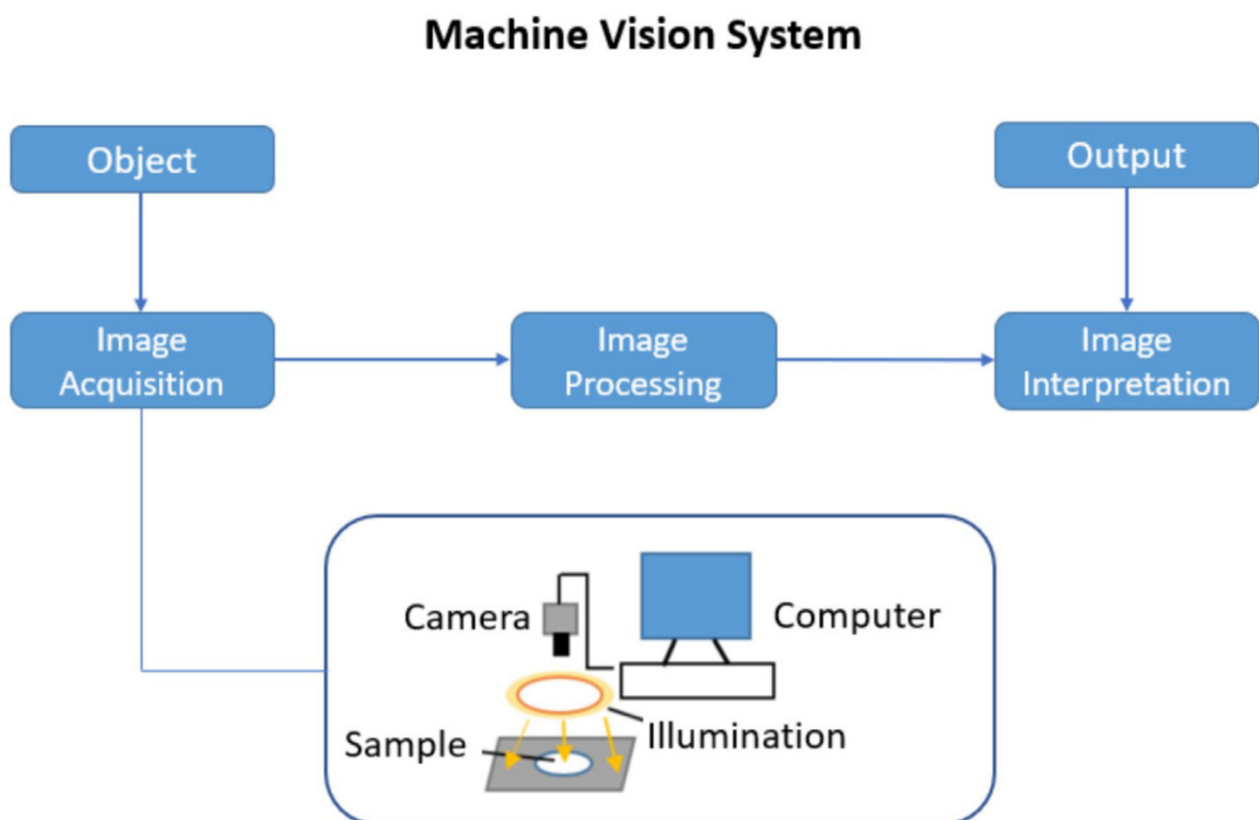 Machine Vision System
Object
Output
Image
Acquisition
Image
Processing
Image
Interpretation
Camera
Computer
Illumination
Sample